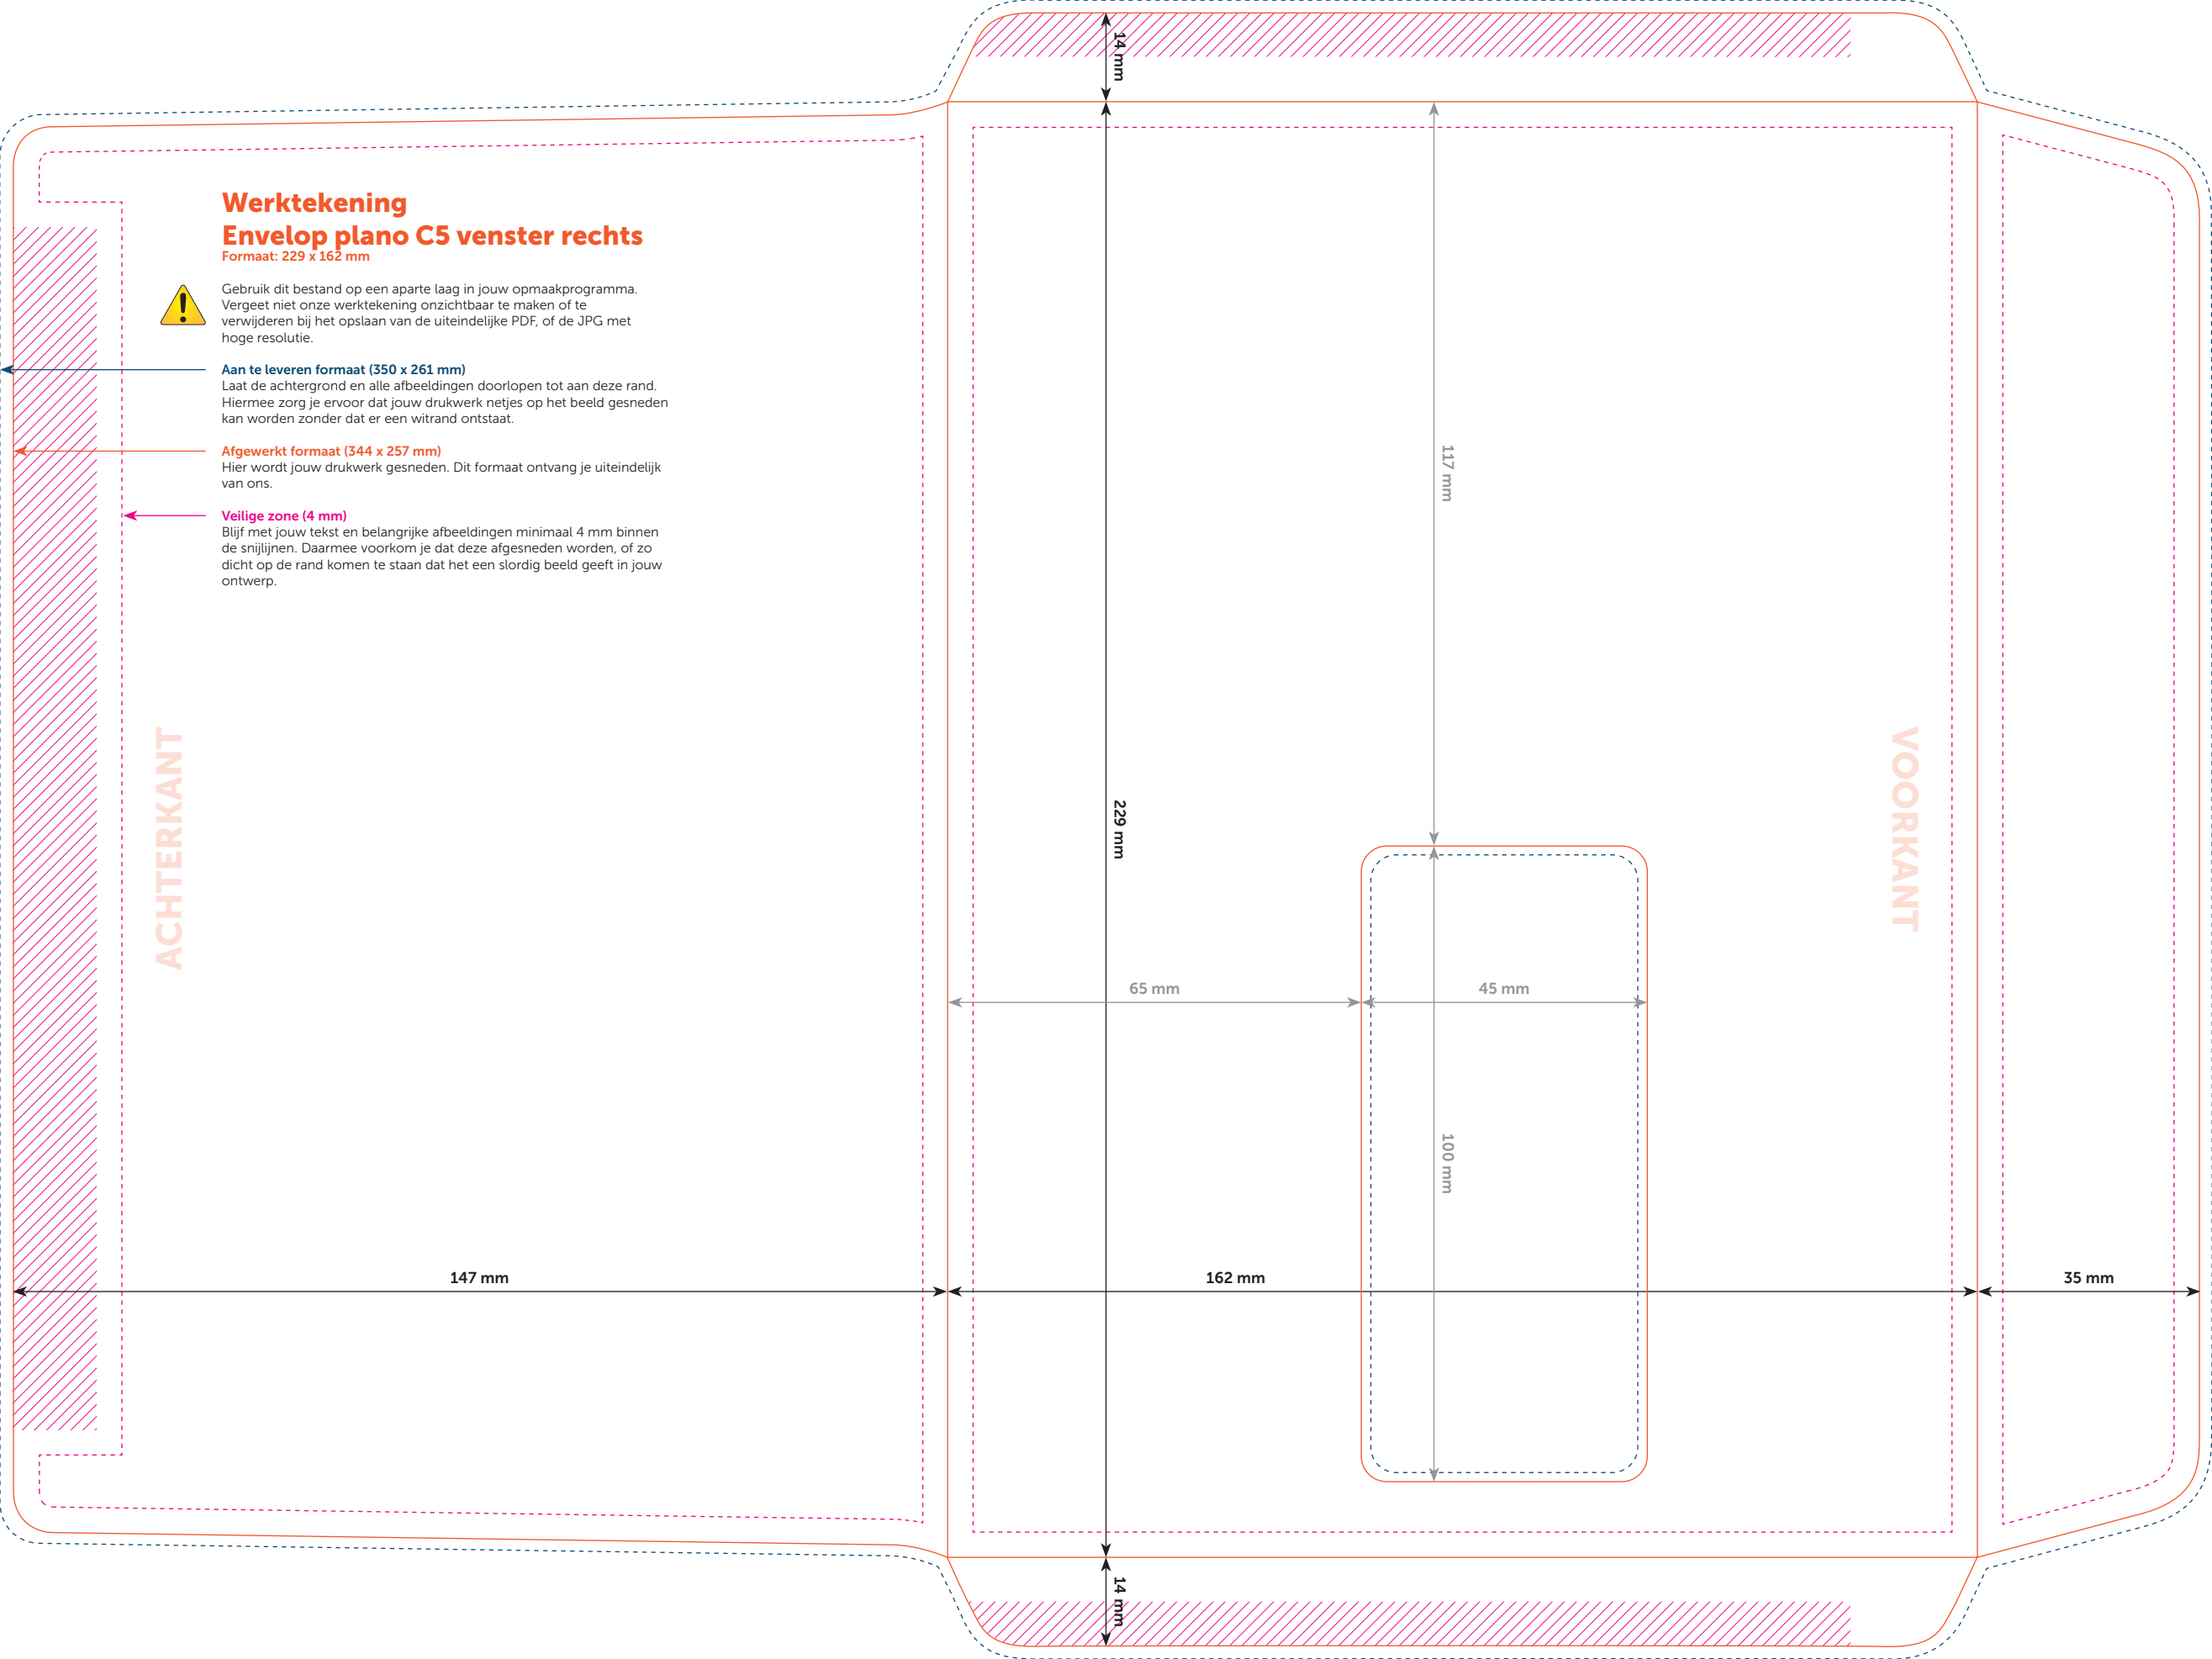 14 mm
Werktekening
Envelop plano C5 venster rechts
Formaat: 229 x 162 mm
Gebruik dit bestand op een aparte laag in jouw opmaakprogramma.
Vergeet niet onze werktekening onzichtbaar te maken of te
verwijderen bij het opslaan van de uiteindelijke PDF, of de JPG met
hoge resolutie.
Aan te leveren formaat (350 x 261 mm)
Laat de achtergrond en alle afbeeldingen doorlopen tot aan deze rand.
Hiermee zorg je ervoor dat jouw drukwerk netjes op het beeld gesneden
kan worden zonder dat er een witrand ontstaat.
Afgewerkt formaat (344 x 257 mm)
Hier wordt jouw drukwerk gesneden. Dit formaat ontvang je uiteindelijk
van ons.
Veilige zone (4 mm)
Blijf met jouw tekst en belangrijke afbeeldingen minimaal 4 mm binnen
de snijlijnen. Daarmee voorkom je dat deze afgesneden worden, of zo
dicht op de rand komen te staan dat het een slordig beeld geeft in jouw
ontwerp.
117 mm
ACHTERKANT
229 mm
VOORKANT
65 mm
45 mm
100 mm
147 mm
162 mm
35 mm
14 mm